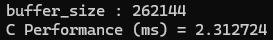 buffer_size : 262144
C Performance (ms) = 2.312724